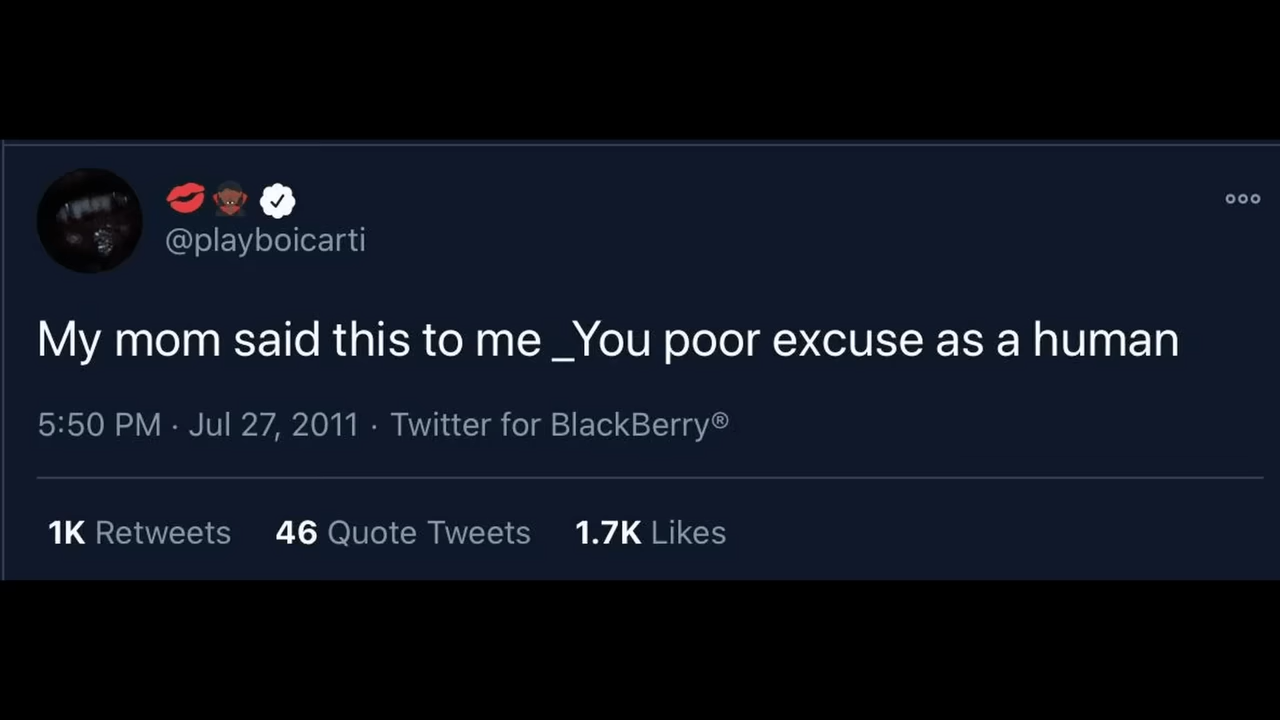 💋🧛🏿‍♂️
@playboicarti
My mom said this to me _You poor excuse as a human
5:50 PM · Jul 27, 2011 · Twitter for BlackBerry®
1K Retweets 46 Quote Tweets 1.7K Likes